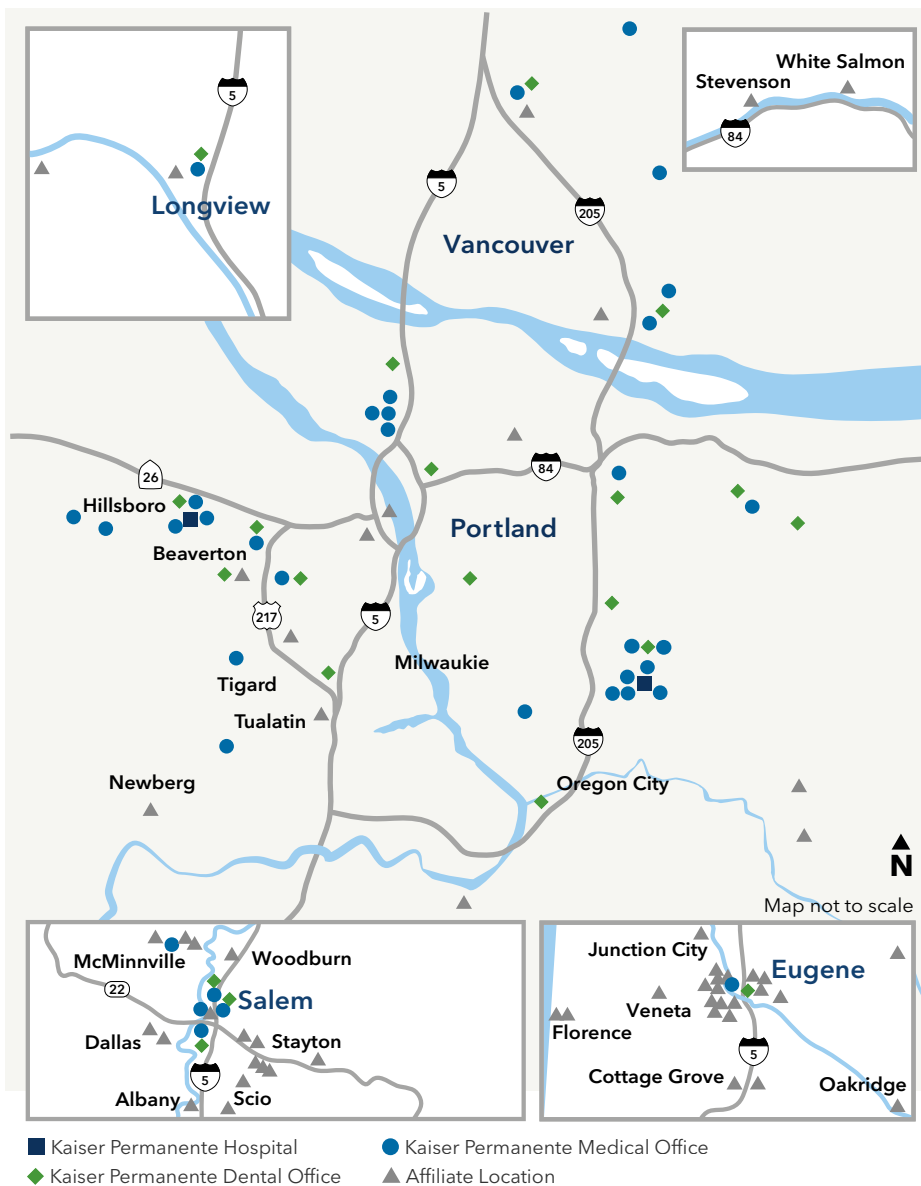 5
Longview
White Salmon
Stevenson
84
5
205
Vancouver
26
84
Hillsboro
Portland
Beaverton
217
5
Milwaukie
Tigard
Tualatin
205
Newberg
Oregon City
N
Map not to scale
McMinnville
Woodburn
22
Salem
Dallas
Stayton
5
Albany
Scio
Junction City
Eugene
Veneta
Florence
5
Cottage Grove
Oakridge
Kaiser Permanente Hospital
Kaiser Permanente Medical Office
Kaiser Permanente Dental Office
Affiliate Location